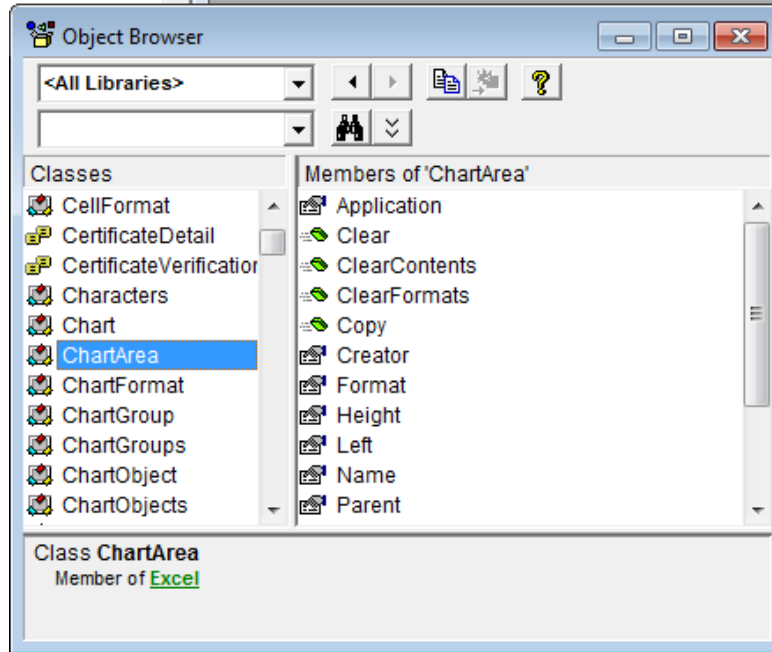 Object Browser
<All Libraries>
Classes
Members of 'ChartArea'
CellFormat
CertificateDetail
CertificateVerification
Characters
Chart
ChartArea
ChartFormat
ChartGroup
ChartGroups
ChartObject
ChartObjects
Application
Clear
ClearContents
ClearFormats
Copy
Creator
Format
Height
Left
Name
Parent
Class ChartArea
Member of Excel